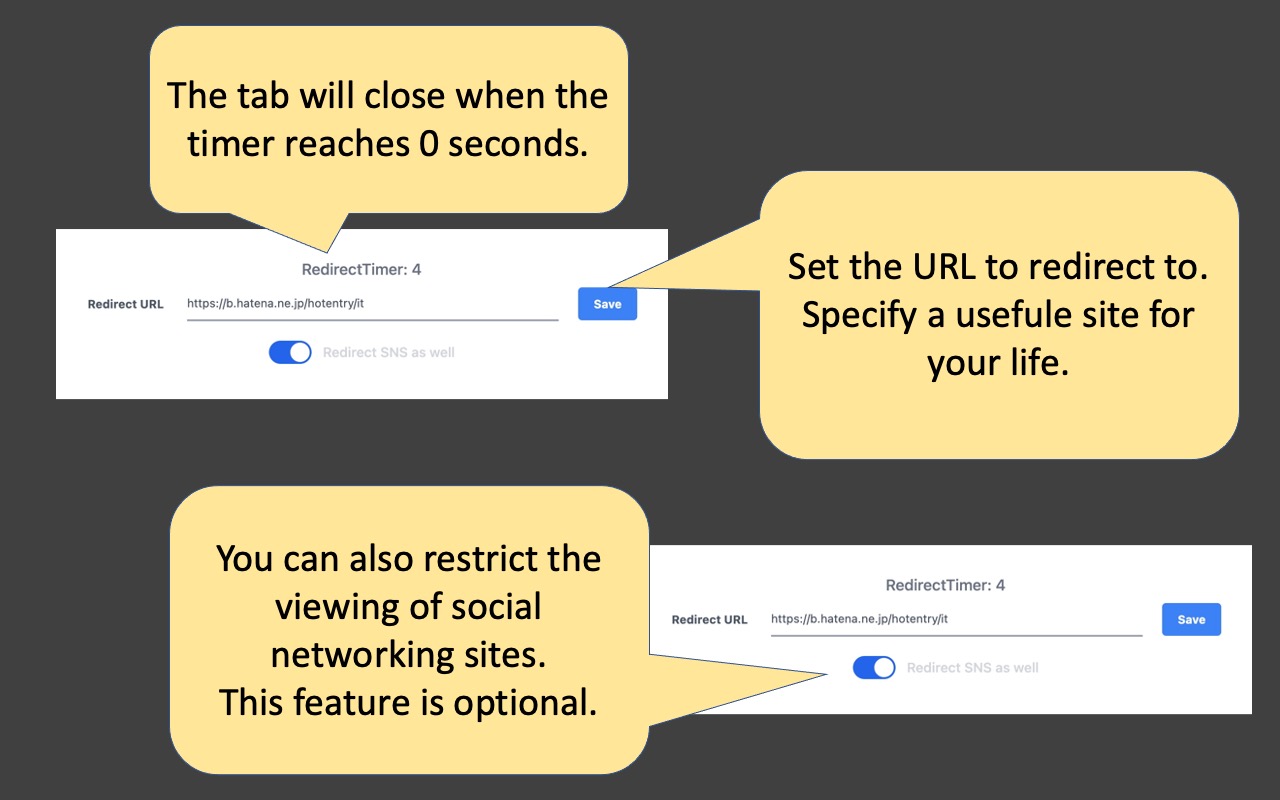 The tab will close when the
timer reaches 0 seconds.
RedirectTimer: 4
Redirect URL https://b.hatena.ne.jp/hotentry/it Save
Redirect SNS as well
Set the URL to redirect to.
Specify a usefule site for
your life.
You can also restrict the
viewing of social
networking sites.
This feature is optional.
RedirectTimer: 4
Redirect URL https://b.hatena.ne.jp/hotentry/it Save
Redirect SNS as well